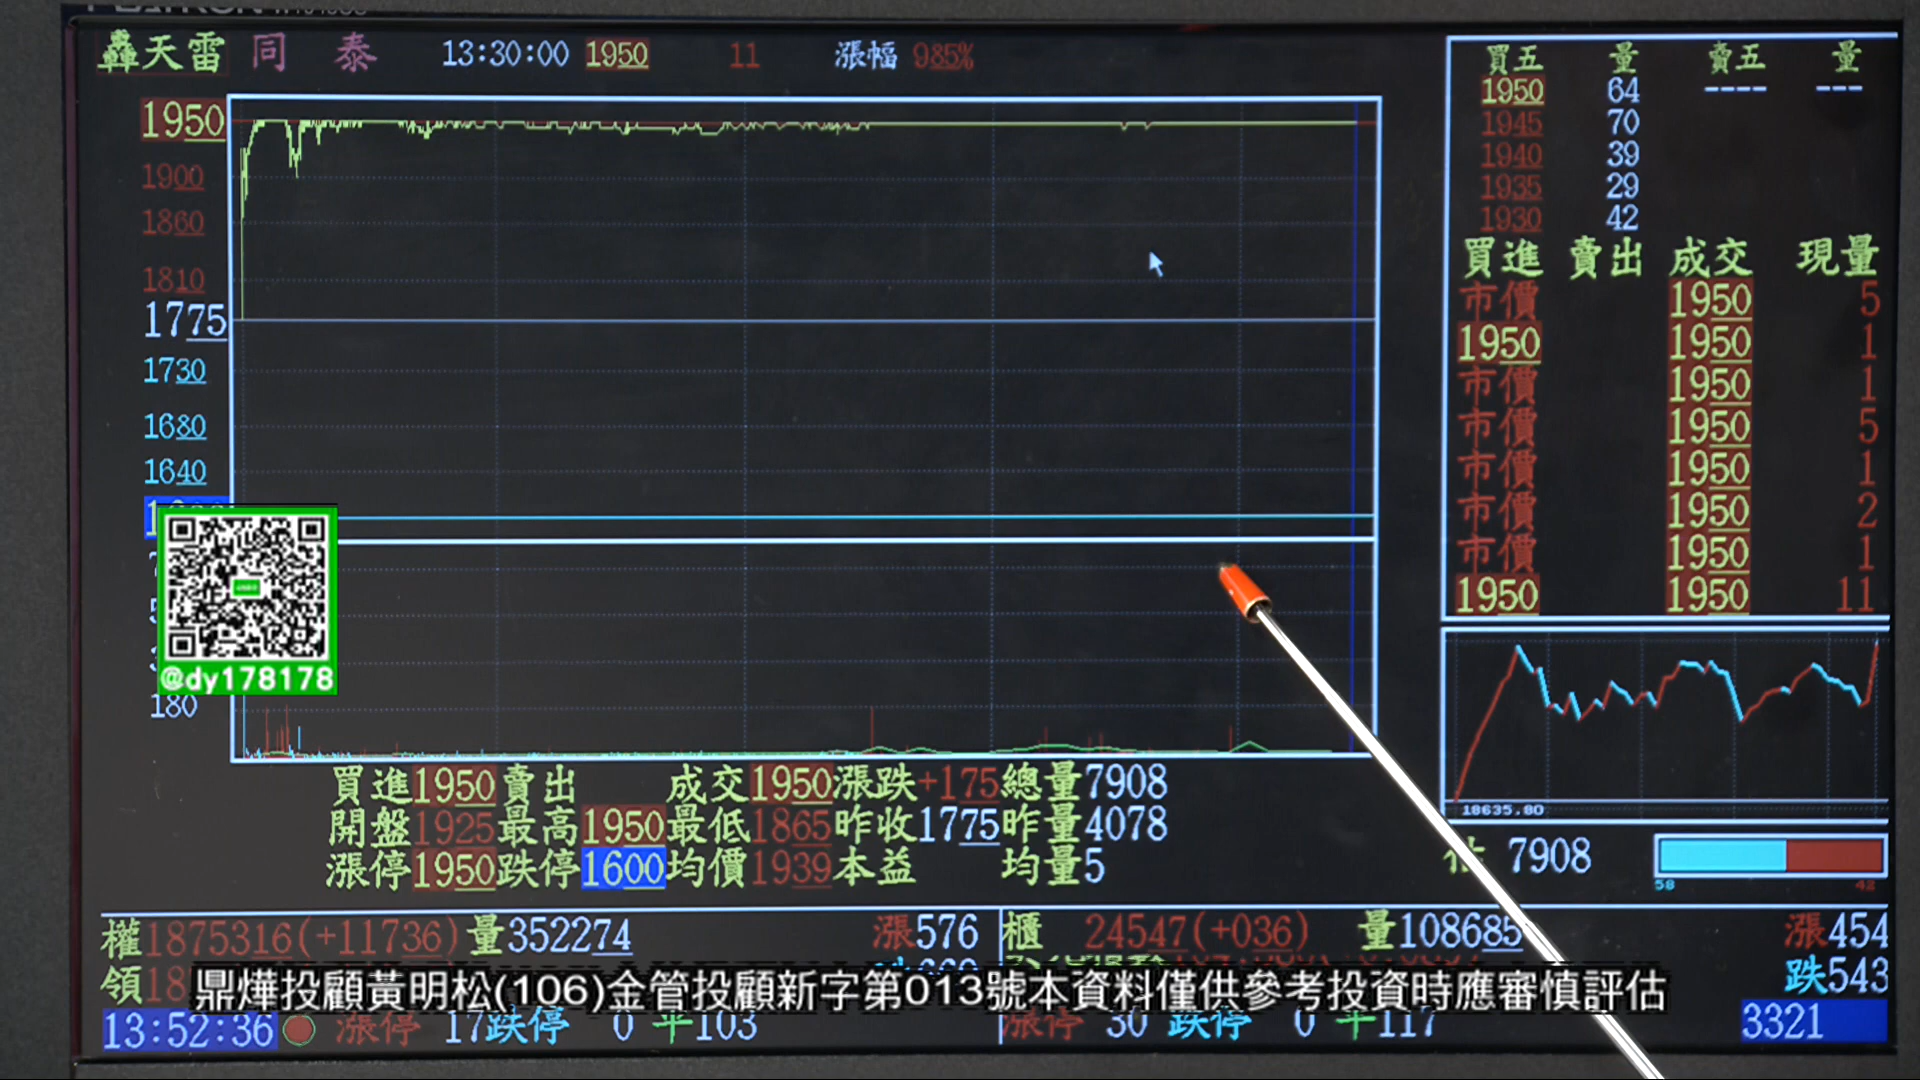 轟天雷 同 泰 13:30:00 1950 11 漲幅 985%
1950
1900
1860
1810
1775
1730
1680
1640
180
買五 量 賣五 量
1950 64 ---- ---
1945 70
1940 39
1935 29
1930 42
買進 賣出 成交 現量
市價 1950 5
1950 1950 1
市價 1950 1
市價 1950 5
市價 1950 1
市價 1950 2
市價 1950 1
1950 1950 11
18635.80
7908
58 42
@dy178178
買進1950賣出 成交1950漲跌+175總量7908
開盤1925最高1950最低1865昨收1775昨量4078
漲停1950跌停1600均價1939本益 均量5
權1875316(+11736)量352274 漲576
櫃 24547(+036) 量108685 漲454
領18
跌543
鼎燁投顧黃明松(106)金管投顧新字第013號本資料僅供參考投資時應審慎評估
13:52:36 漲停 17跌停 0 平103
漲停 30 跌停 0 平117 3321